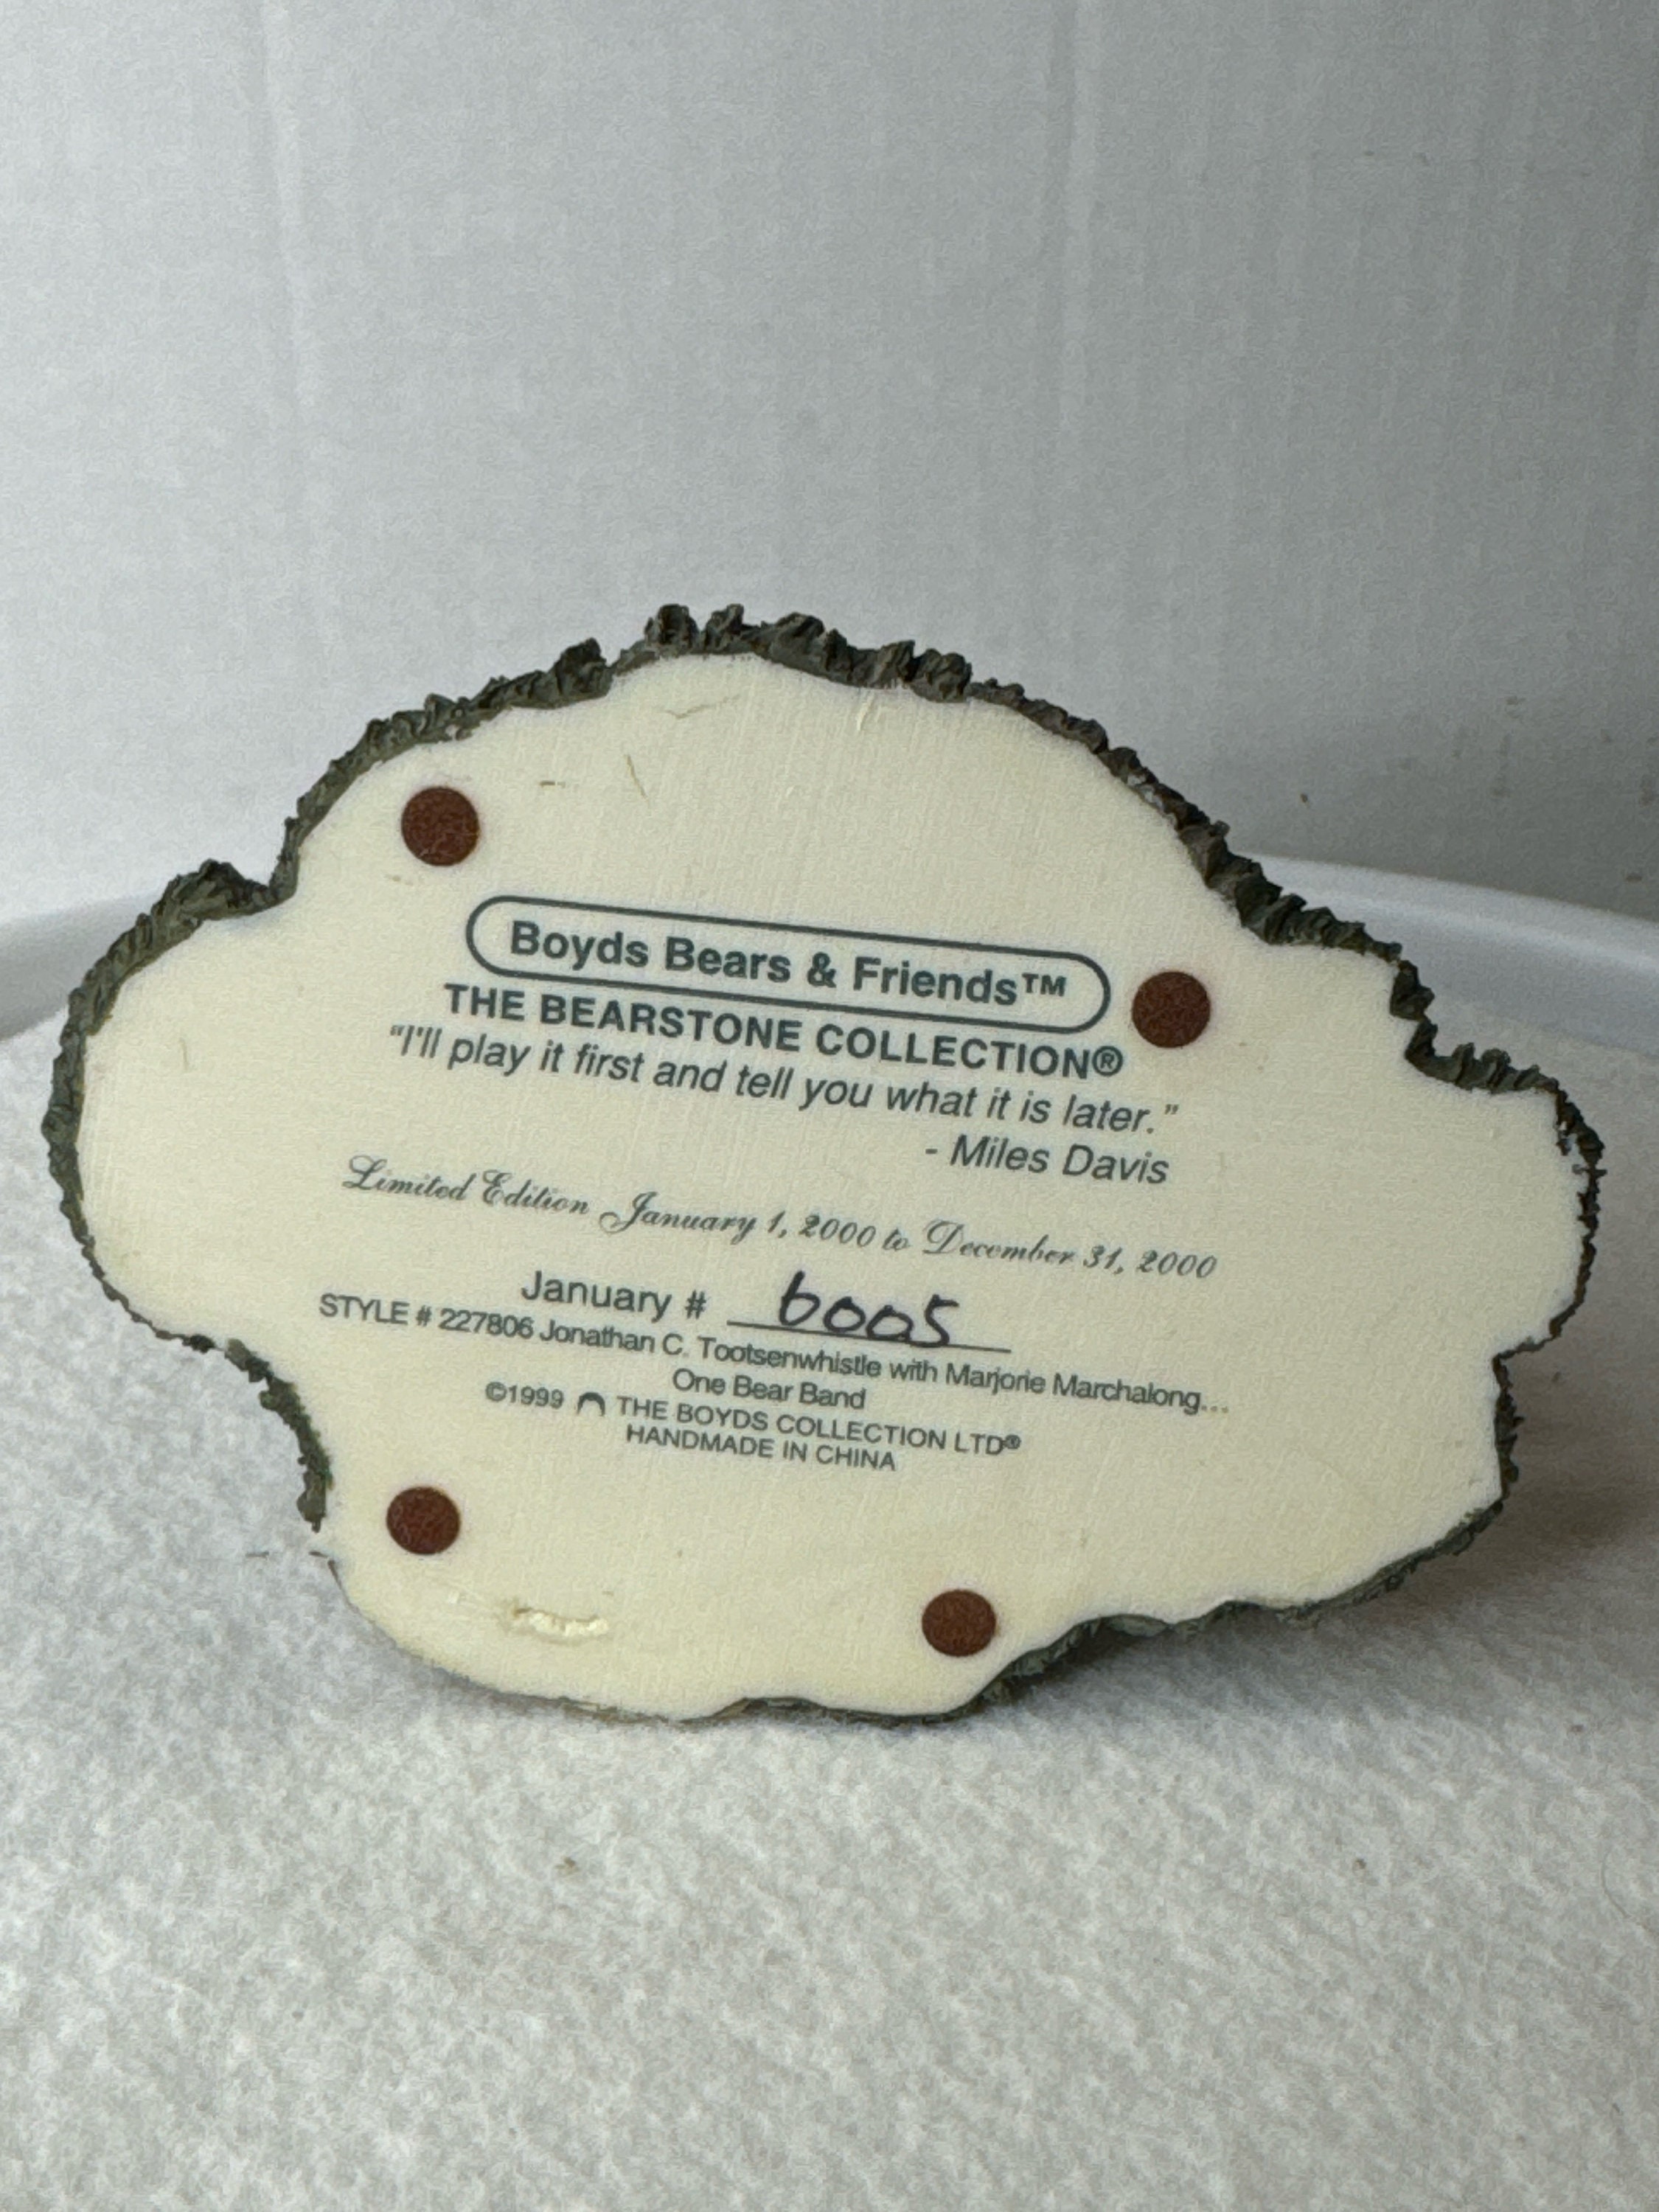 Boyds Bears & Friends™
THE BEARSTONE COLLECTION®
"I'll play it first and tell you what it is later."
- Miles Davis
Limited Edition January 1, 2000 to December 31, 2000
January # 6005
STYLE # 227806 Jonathan C. Tootsenwhistle with Marjorie Marchalong...
One Bear Band
©1999 THE BOYDS COLLECTION LTD®
HANDMADE IN CHINA